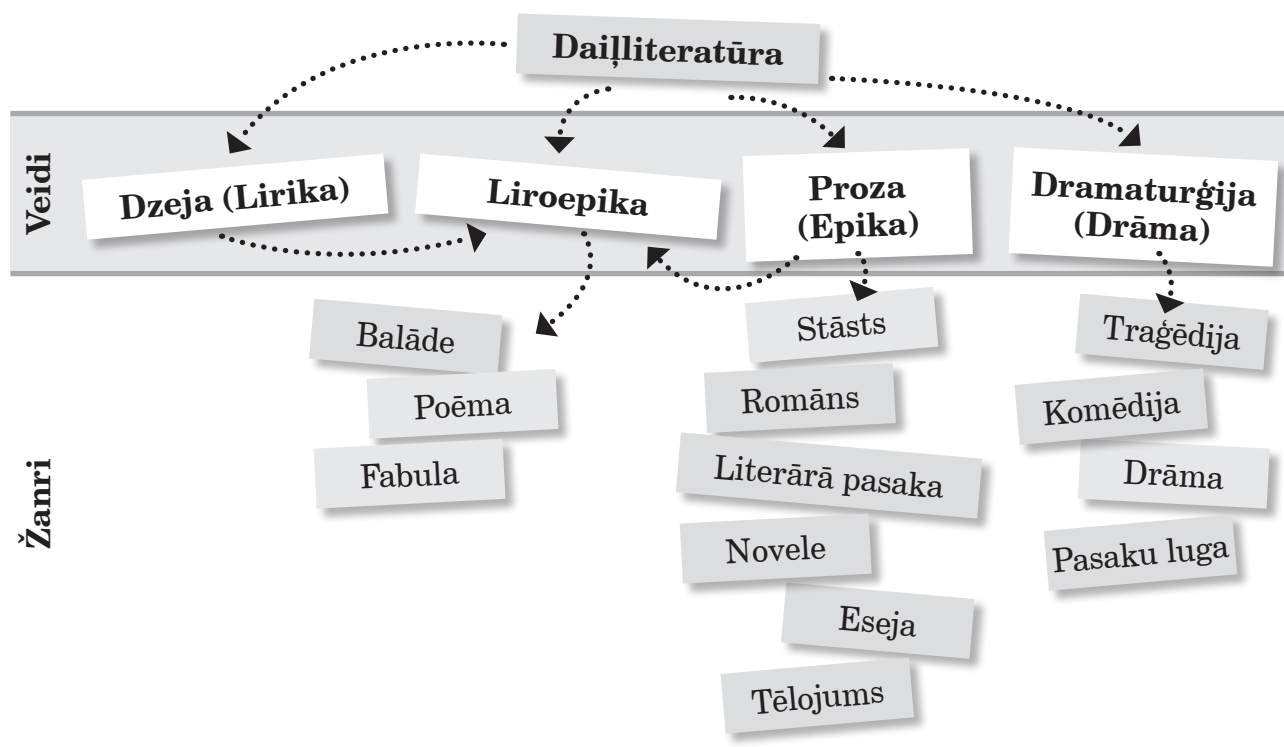 Daiļliteratūra
Veidi
Dzeja (Lirika)
Liroepika
Proza
(Epika)
Dramaturģija
(Drāma)
Žanri
Balāde
Poēma
Fabula
Stāsts
Romāns
Literārā pasaka
Novele
Eseja
Tēlojums
Traģēdija
Komēdija
Drāma
Pasaku luga